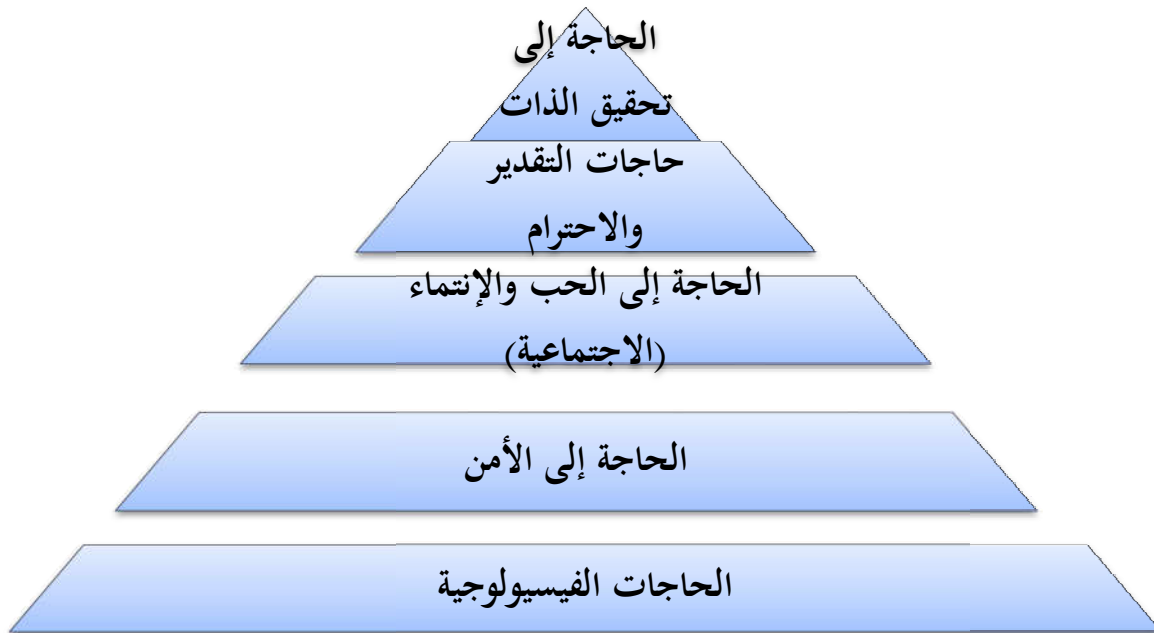 الحاجة إلى
تحقيق الذات
حاجات التقدير
والاحترام
الحاجة إلى الحب والإنتماء
(الاجتماعية)
الحاجة إلى الأمن
الحاجات الفيسيولوجية